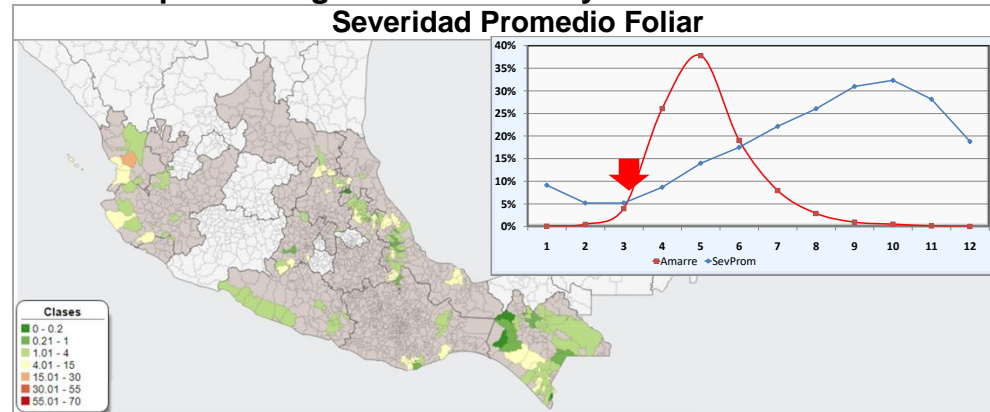 Severidad Promedio Foliar
40%
35%
30%
25%
20%
15%
10%
5%
0%
1 2 3 4 5 6 7 8 9 10 11 12
Amarre SevProm
Clases
0 - 0.2
0.21 - 1
1.01 - 4
4.01 - 15
15.01 - 30
30.01 - 55
55.01 - 70